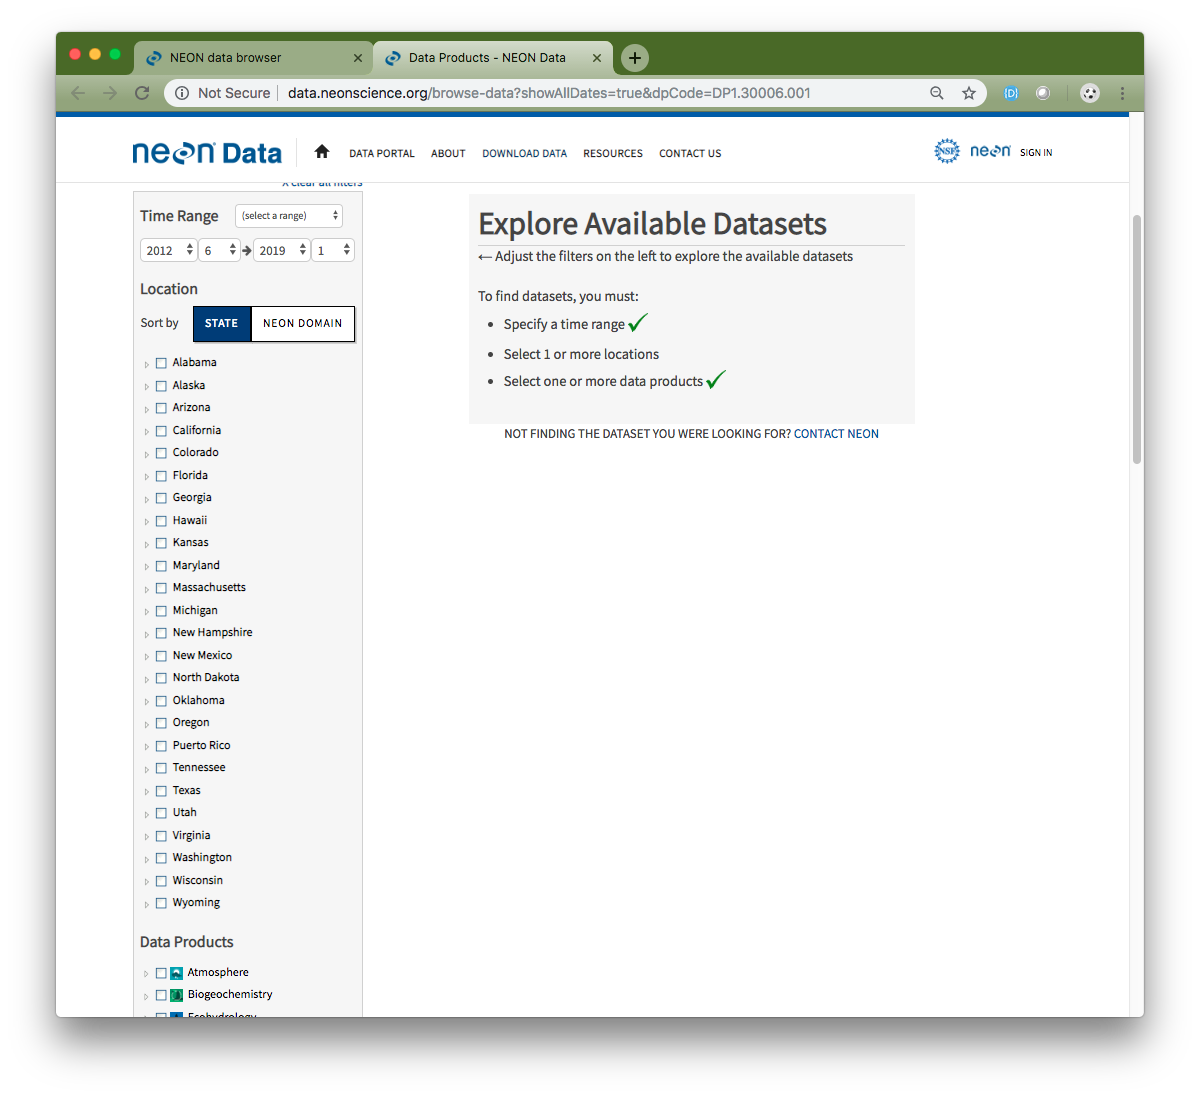 NEON data browser
Data Products - NEON Data
Not Secure
data.neonscience.org/browse-data?showAllDates=true&dpCode=DP1.30006.001
neon Data
DATA PORTAL
ABOUT
DOWNLOAD DATA
RESOURCES
CONTACT US
NSF
neon
SIGN IN
X clear all filters
Time Range
(select a range)
2012 6 2019 1
Location
Sort by
STATE
NEON DOMAIN
Alabama
Alaska
Arizona
California
Colorado
Florida
Georgia
Hawaii
Kansas
Maryland
Massachusetts
Michigan
New Hampshire
New Mexico
North Dakota
Oklahoma
Oregon
Puerto Rico
Tennessee
Texas
Utah
Virginia
Washington
Wisconsin
Wyoming
Data Products
Atmosphere
Biogeochemistry
Ecohydrology
Explore Available Datasets
← Adjust the filters on the left to explore the available datasets
To find datasets, you must:
• Specify a time range ✓
• Select 1 or more locations
• Select one or more data products ✓
NOT FINDING THE DATASET YOU WERE LOOKING FOR? CONTACT NEON